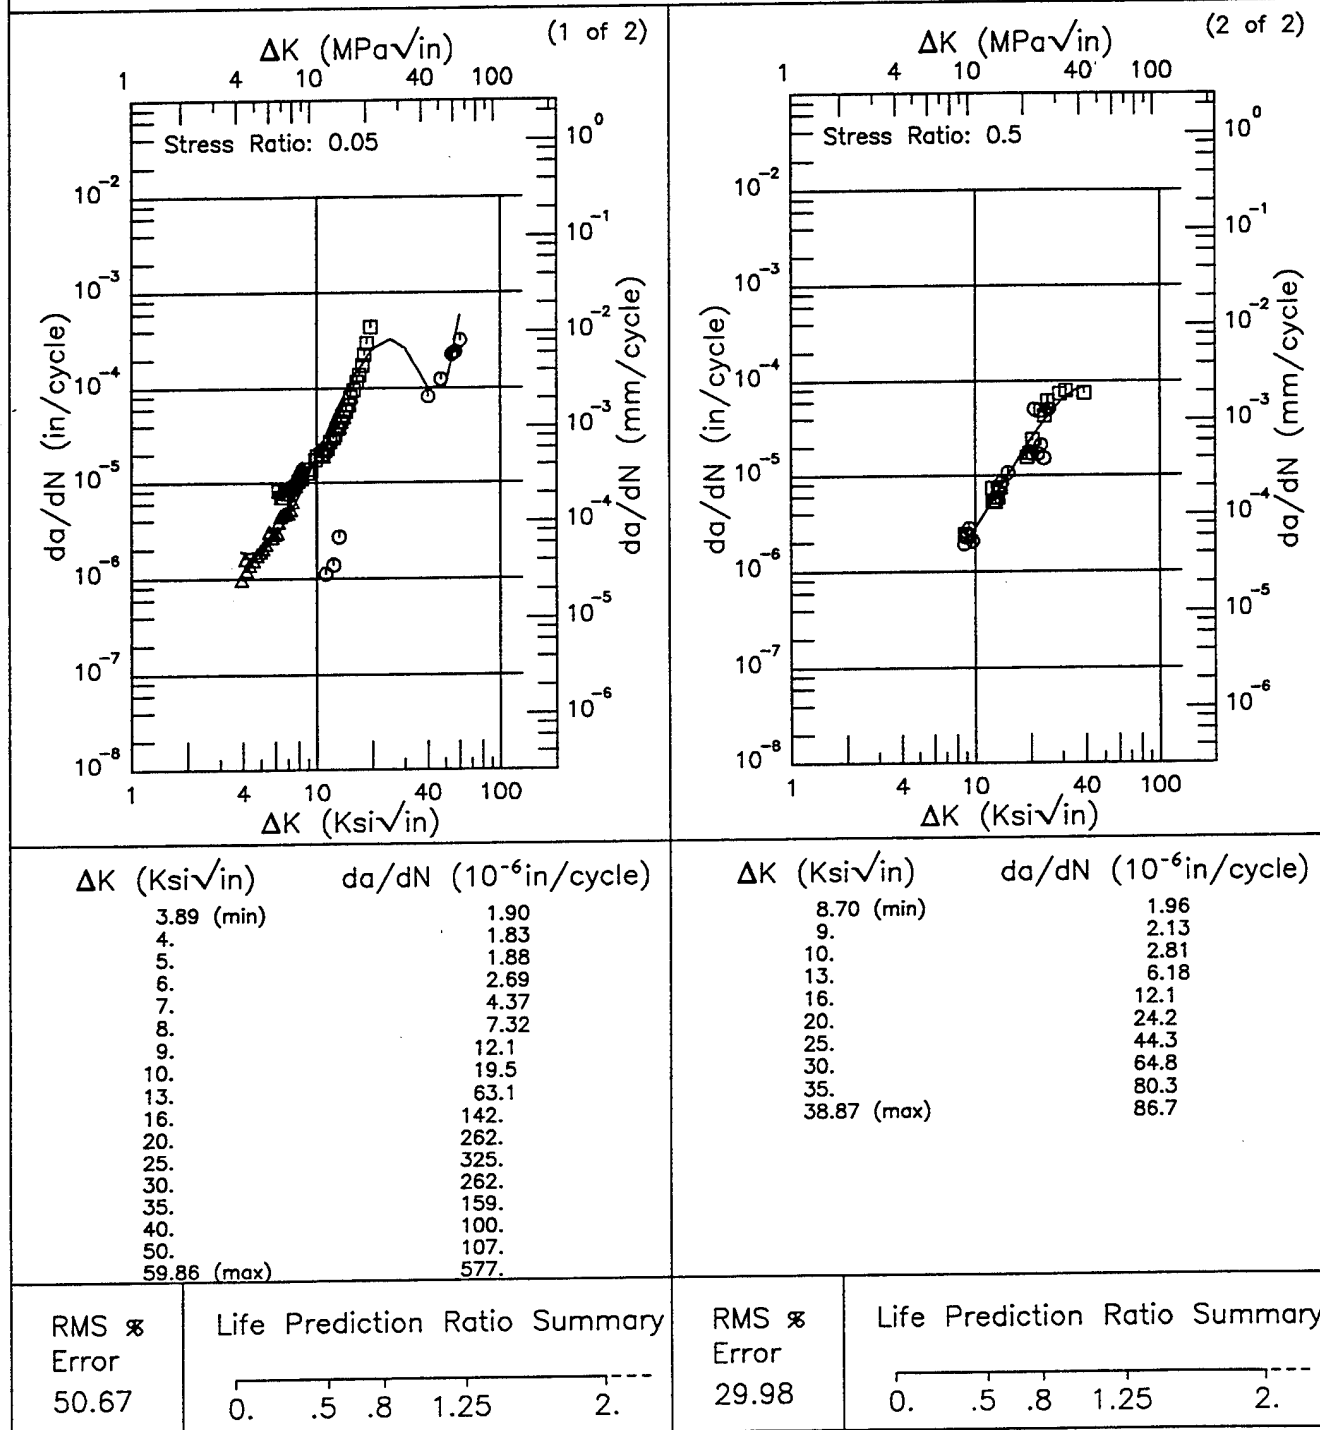 (1 of 2)
ΔK (MPa√in)
1 4 10 40 100
Stress Ratio: 0.05
10⁰
10⁻¹
10⁻²
10⁻³
10⁻⁴
10⁻⁵
10⁻⁶
da/dN (mm/cycle)
10⁻²
10⁻³
10⁻⁴
10⁻⁵
10⁻⁶
10⁻⁷
10⁻⁸
da/dN (in/cycle)
1 4 10 40 100
ΔK (Ksi√in)
ΔK (Ksi√in) da/dN (10⁻⁶in/cycle)
3.89 (min) 1.90
4. 1.83
5. 1.88
6. 2.69
7. 4.37
8. 7.32
9. 12.1
10. 19.5
13. 63.1
16. 142.
20. 262.
25. 325.
30. 262.
35. 159.
40. 100.
50. 107.
59.86 (max) 577.
RMS %
Error
50.67
Life Prediction Ratio Summary
0. .5 .8 1.25 2.
(2 of 2)
ΔK (MPa√in)
1 4 10 40 100
Stress Ratio: 0.5
10⁰
10⁻¹
10⁻²
10⁻³
10⁻⁴
10⁻⁵
10⁻⁶
da/dN (mm/cycle)
10⁻²
10⁻³
10⁻⁴
10⁻⁵
10⁻⁶
10⁻⁷
10⁻⁸
da/dN (in/cycle)
1 4 10 40 100
ΔK (Ksi√in)
ΔK (Ksi√in) da/dN (10⁻⁶in/cycle)
8.70 (min) 1.96
9. 2.13
10. 2.81
13. 6.18
16. 12.1
20. 24.2
25. 44.3
30. 64.8
35. 80.3
38.87 (max) 86.7
RMS %
Error
29.98
Life Prediction Ratio Summary
0. .5 .8 1.25 2.